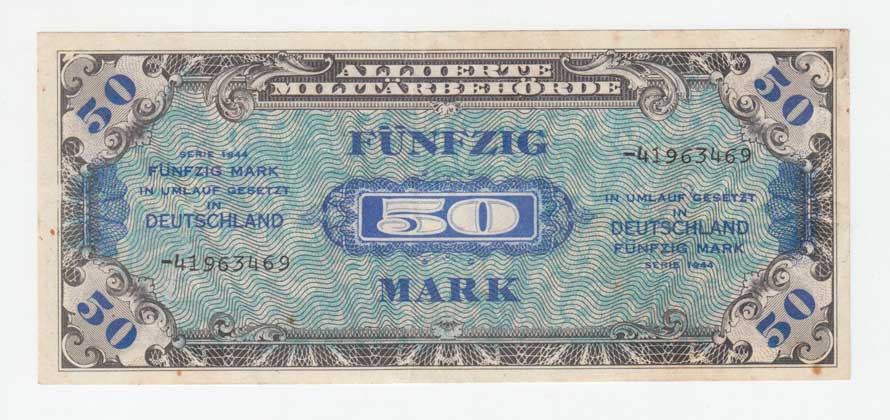 ALLIIERTE
MILITÄRBEHÖRDE
50
50
FÜNFZIG
SERIE 1944
FÜNFZIG MARK
IN UMLAUF GESETZT
IN
DEUTSCHLAND
-41963469
50
-41963469
IN UMLAUF GESETZT
IN
DEUTSCHLAND
FÜNFZIG MARK
SERIE 1944
MARK
50
50